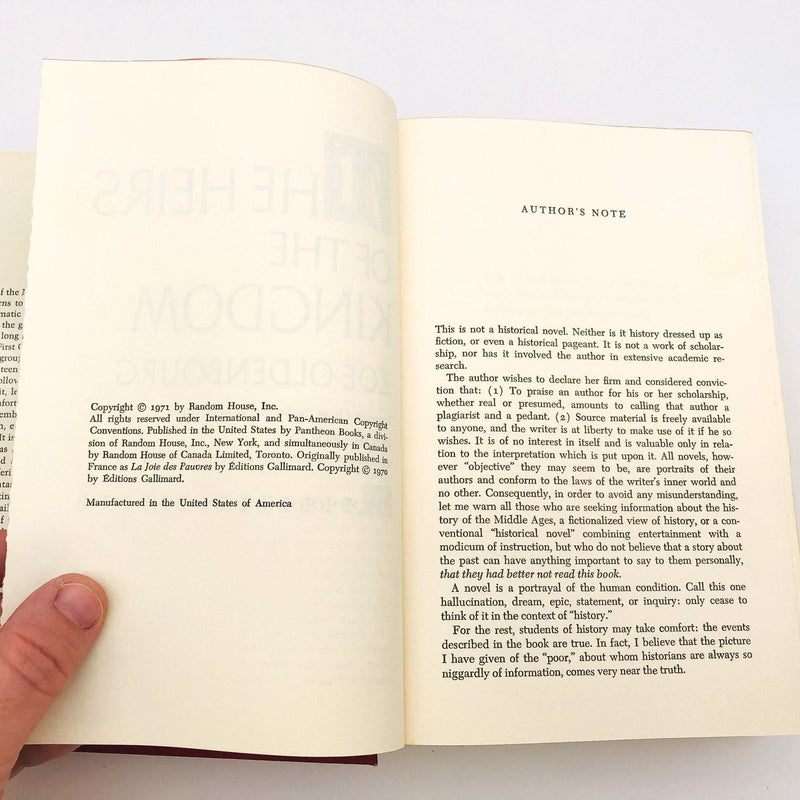 THE HEIRS
OF THE
KINGDOM
ZOÉ OLDENBOURG
Copyright © 1971 by Random House, Inc.
All rights reserved under International and Pan-American Copyright
Conventions. Published in the United States by Pantheon Books, a divi-
sion of Random House, Inc., New York, and simultaneously in Canada
by Random House of Canada Limited, Toronto. Originally published in
France as La Joie des Pauvres by Éditions Gallimard. Copyright © 1970
by Éditions Gallimard.
Manufactured in the United States of America
AUTHOR'S NOTE
This is not a historical novel. Neither is it history dressed up as
fiction, or even a historical pageant. It is not a work of scholar-
ship, nor has it involved the author in extensive academic re-
search.
The author wishes to declare her firm and considered convic-
tion that: (1) To praise an author for his or her scholarship,
whether real or presumed, amounts to calling that author a
plagiarist and a pedant. (2) Source material is freely available
to anyone, and the writer is at liberty to make use of it if he so
wishes. It is of no interest in itself and is valuable only in rela-
tion to the interpretation which is put upon it. All novels, how-
ever "objective" they may seem to be, are portraits of their
authors and conform to the laws of the writer's inner world and
no other. Consequently, in order to avoid any misunderstanding,
let me warn all those who are seeking information about the his-
tory of the Middle Ages, a fictionalized view of history, or a con-
ventional "historical novel" combining entertainment with a
modicum of instruction, but who do not believe that a story about
the past can have anything important to say to them personally,
that they had better not read this book.
A novel is a portrayal of the human condition. Call this one
hallucination, dream, epic, statement, or inquiry: only cease to
think of it in the context of "history."
For the rest, students of history may take comfort: the events
described in the book are true. In fact, I believe that the picture
I have given of the "poor," about whom historians are always so
niggardly of information, comes very near the truth.